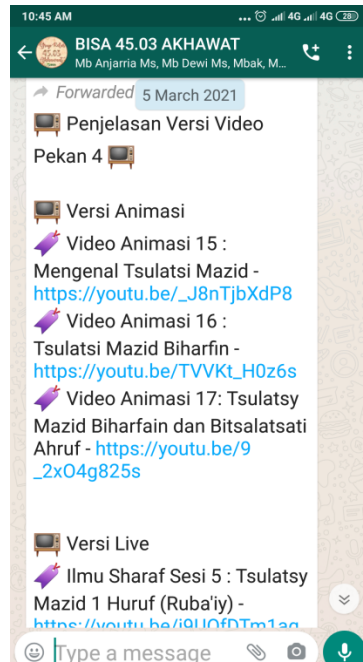 10:45 AM ... 4G 4G 28
BISA 45.03 AKHAWAT
Mb Anjarria Ms, Mb Dewi Ms, Mbak, M...
Forwarded
5 March 2021
📺 Penjelasan Versi Video
Pekan 4 📺
📺 Versi Animasi
Video Animasi 15 :
Mengenal Tsulatsi Mazid -
https://youtu.be/_J8nTjbXdP8
Video Animasi 16 :
Tsulatsi Mazid Biharfin -
https://youtu.be/TVVKt_H0z6s
Video Animasi 17: Tsulatsy
Mazid Biharfain dan Bitsalatsati
Ahruf - https://youtu.be/9
_2xO4g825s
📺 Versi Live
Ilmu Sharaf Sesi 5 : Tsulatsy
Mazid 1 Huruf (Ruba'iy) -
https://youtu.be/i9UOfDTm1ag
Type a message